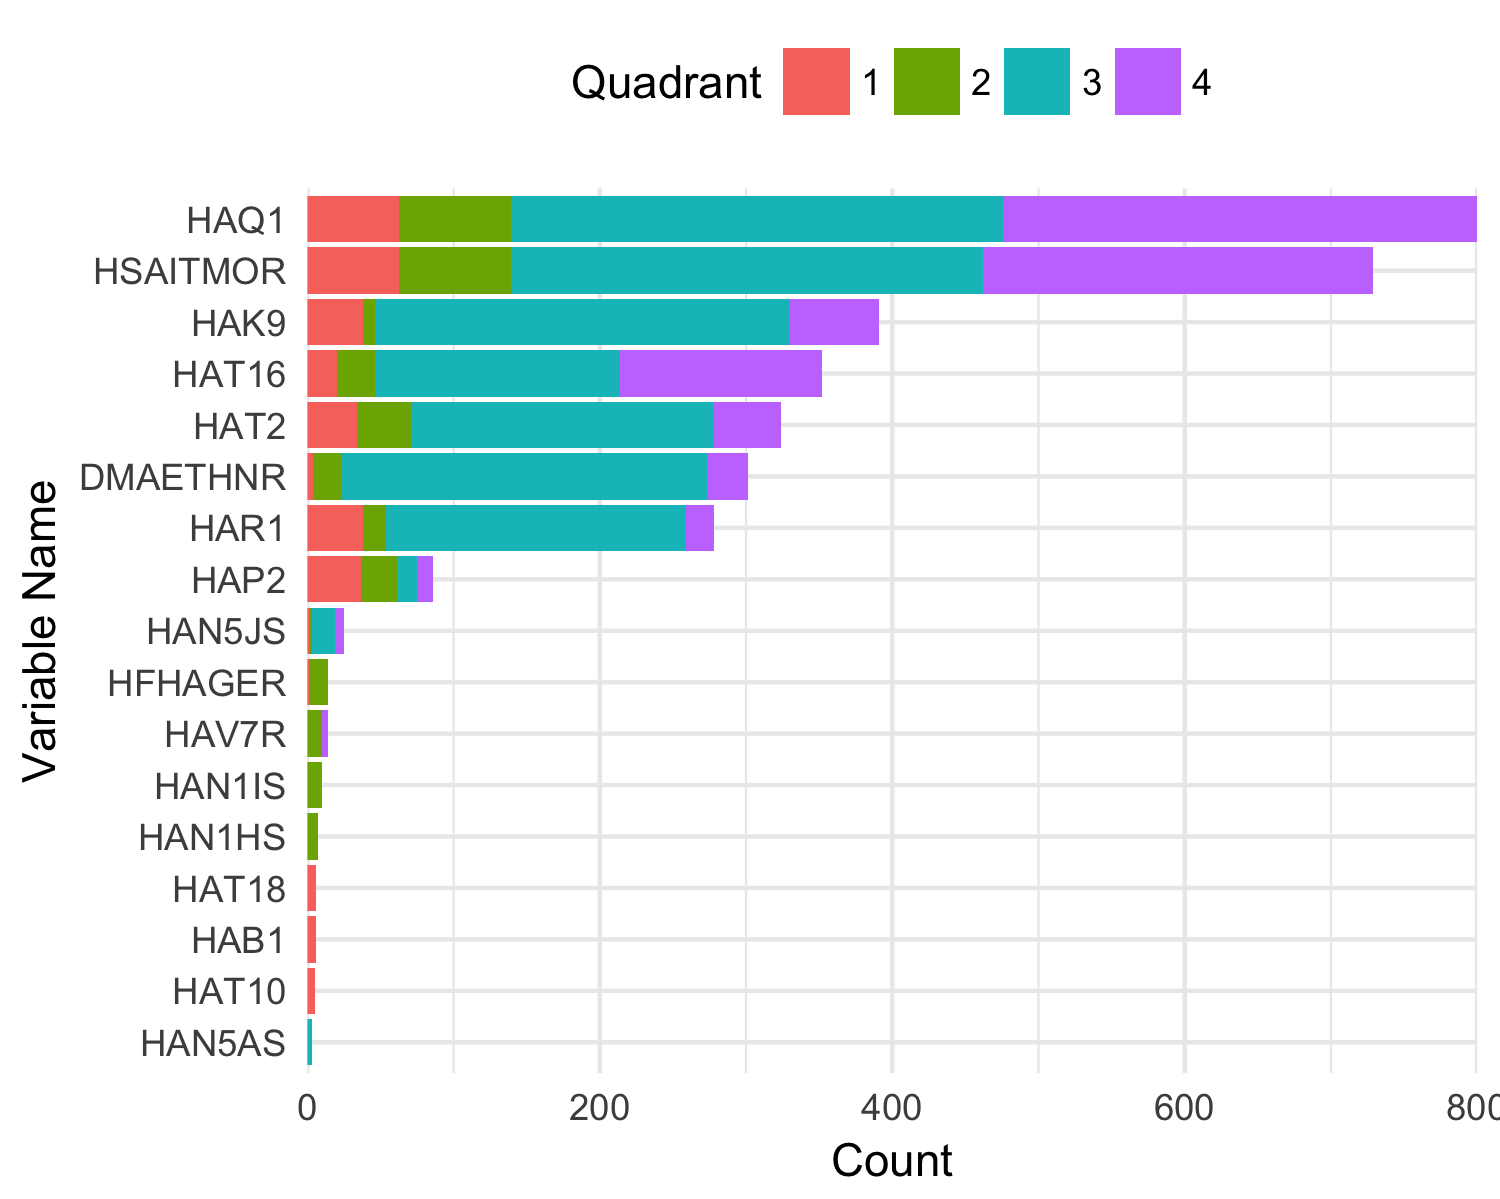 Quadrant 1 2 3 4
HAQ1
HSAITMOR
HAK9
HAT16
HAT2
DMAETHNR
HAR1
HAP2
HAN5JS
HFHAGER
HAV7R
HAN1IS
HAN1HS
HAT18
HAB1
HAT10
HAN5AS
Variable Name
0 200 400 600 800
Count